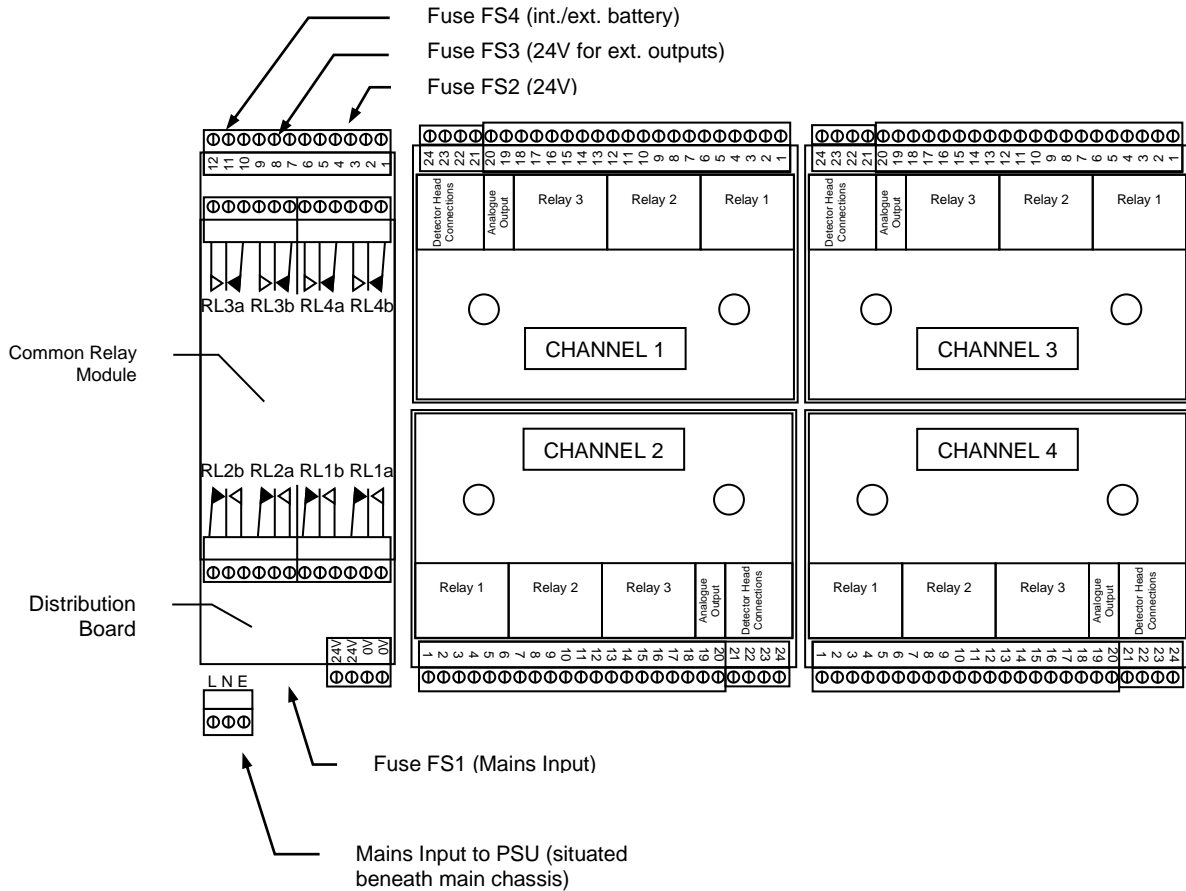 Fuse FS4 (int./ext. battery)
Fuse FS3 (24V for ext. outputs)
Fuse FS2 (24V)
12 11 10 9 8 7 6 5 4 3 2 1
RL3a RL3b RL4a RL4b
Common Relay
Module
RL2b RL2a RL1b RL1a
Distribution
Board
24V 24V 0V 0V
L N E
24 23 22 21 20 19 18 17 16 15 14 13 12 11 10 9 8 7 6 5 4 3 2 1
Detector Head
Connections
Analogue
Output
Relay 3
Relay 2
Relay 1
CHANNEL 1
24 23 22 21 20 19 18 17 16 15 14 13 12 11 10 9 8 7 6 5 4 3 2 1
Detector Head
Connections
Analogue
Output
Relay 3
Relay 2
Relay 1
CHANNEL 3
CHANNEL 2
Relay 1
Relay 2
Relay 3
Analogue
Output
Detector Head
Connections
1 2 3 4 5 6 7 8 9 10 11 12 13 14 15 16 17 18 19 20 21 22 23 24
CHANNEL 4
Relay 1
Relay 2
Relay 3
Analogue
Output
Detector Head
Connections
1 2 3 4 5 6 7 8 9 10 11 12 13 14 15 16 17 18 19 20 21 22 23 24
Fuse FS1 (Mains Input)
Mains Input to PSU (situated
beneath main chassis)